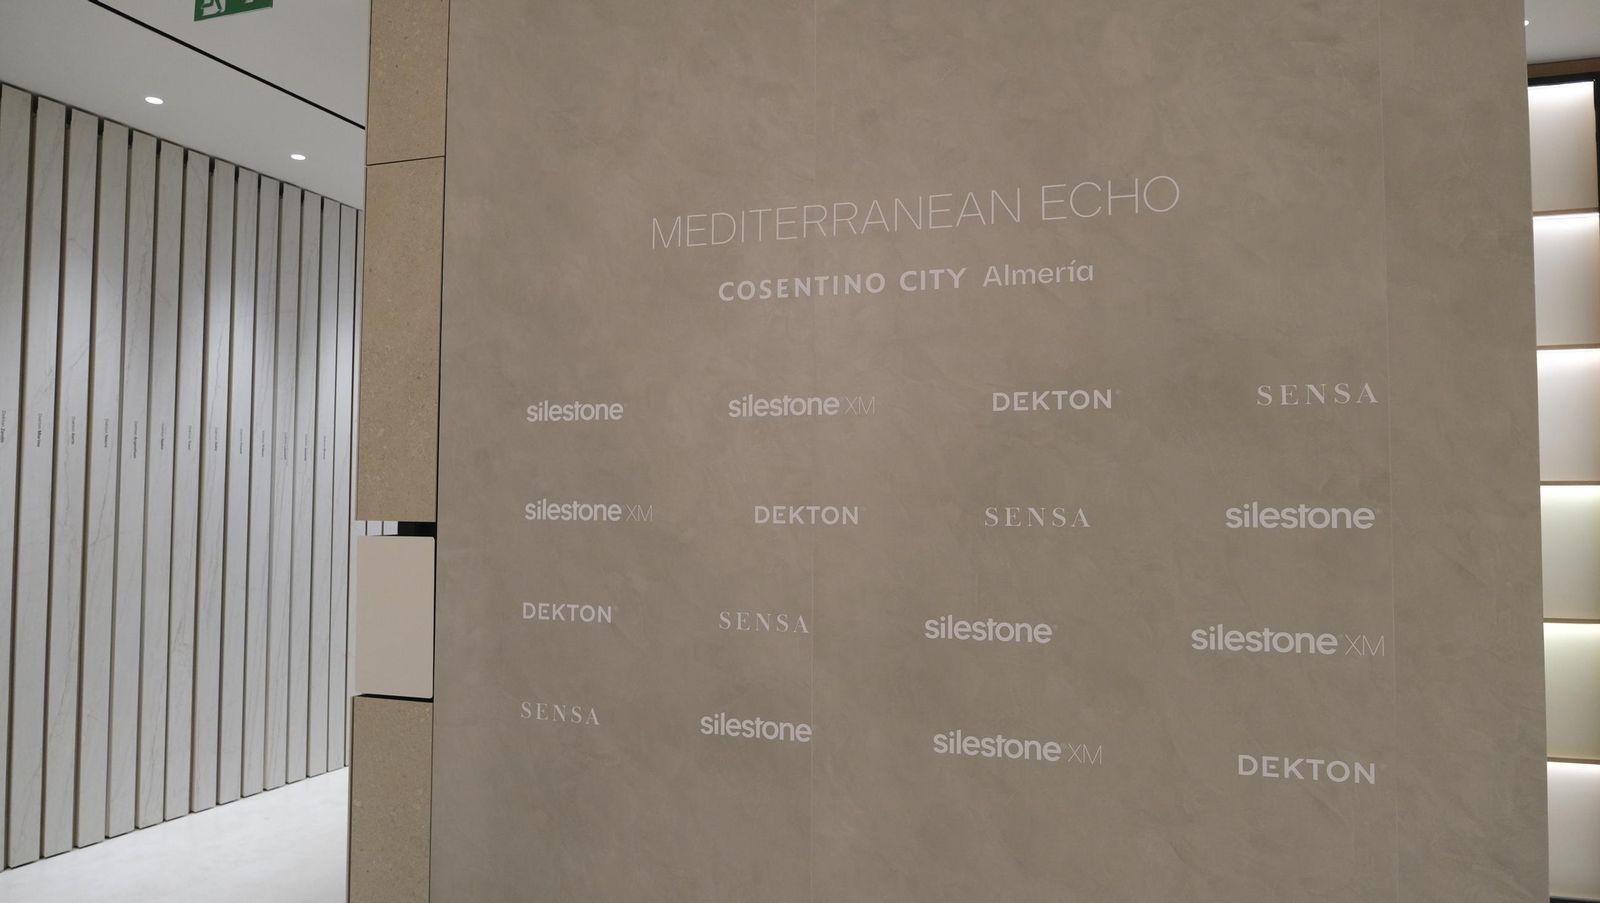 MEDITERRANEAN ECHO
COSENTINO CITY Almería
silestone silestone XM DEKTON SENSA
silestone XM DEKTON SENSA silestone
DEKTON SENSA silestone silestone XM
SENSA silestone silestone XM DEKTON